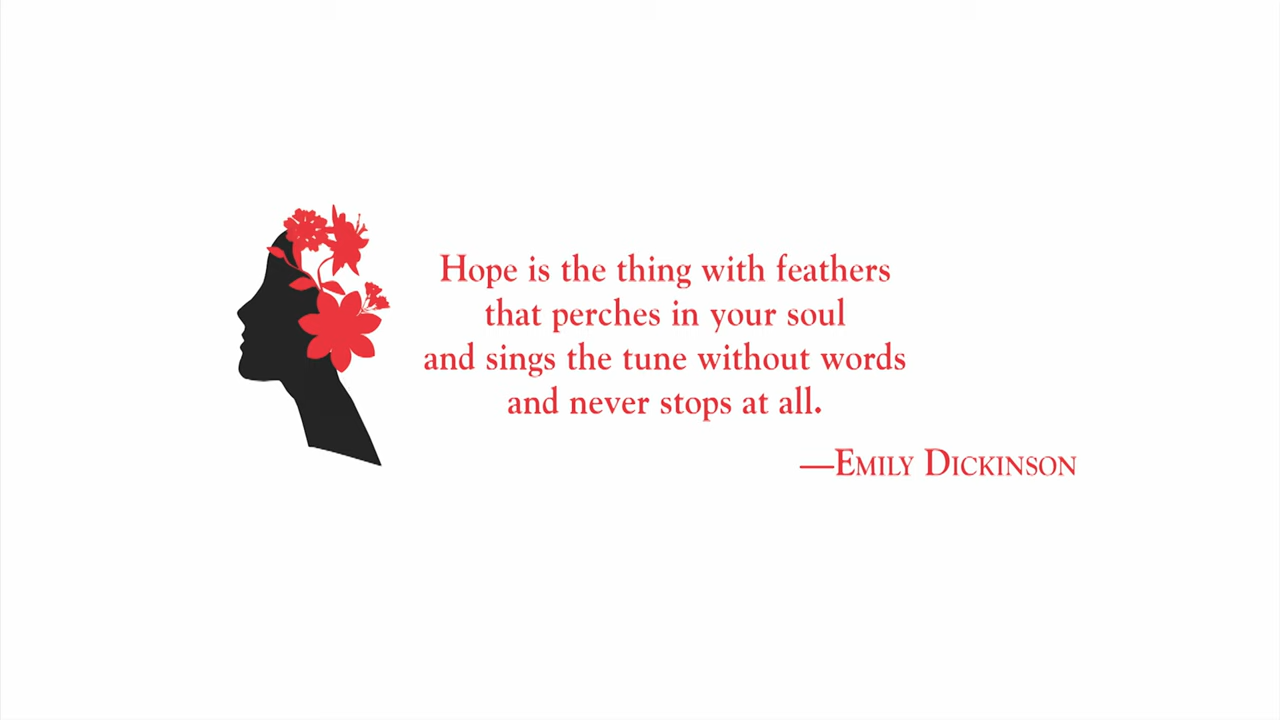 Hope is the thing with feathers
that perches in your soul
and sings the tune without words
and never stops at all.
—EMILY DICKINSON